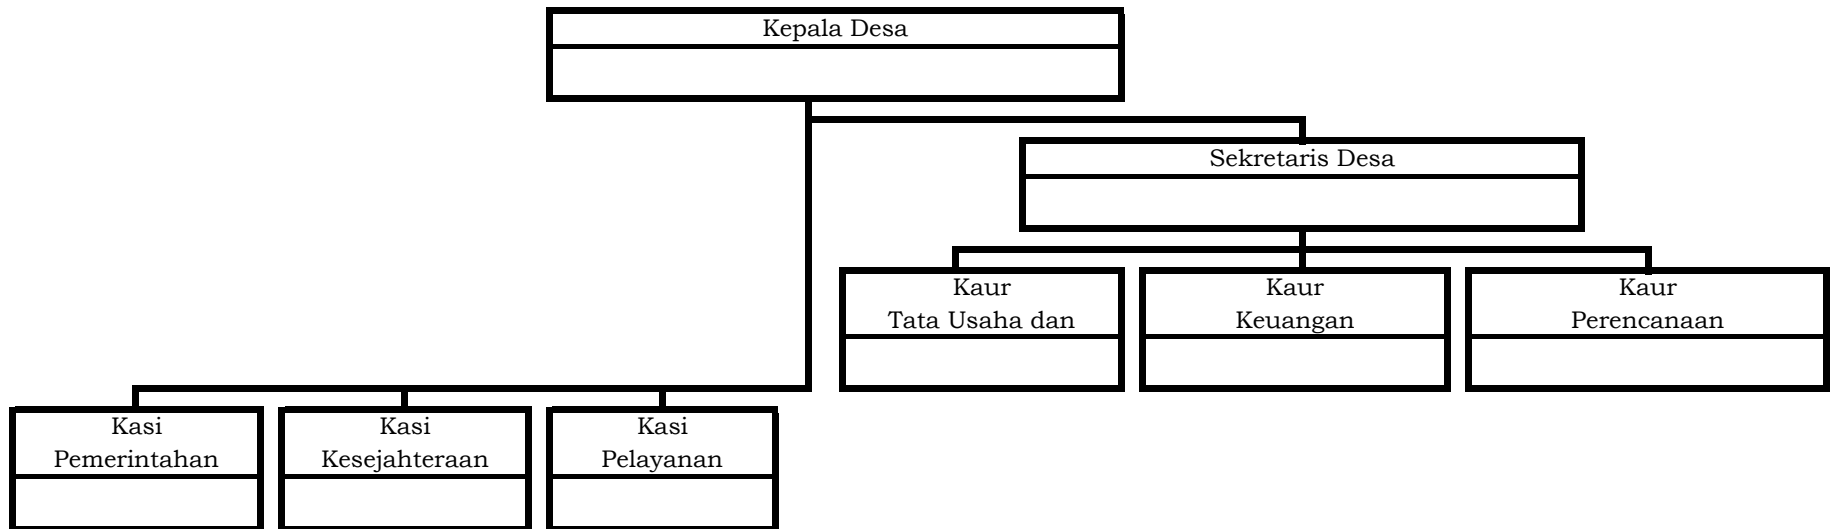 Kepala Desa
Sekretaris Desa
Kaur
Tata Usaha dan
Kaur
Keuangan
Kaur
Perencanaan
Kasi
Pemerintahan
Kasi
Kesejahteraan
Kasi
Pelayanan